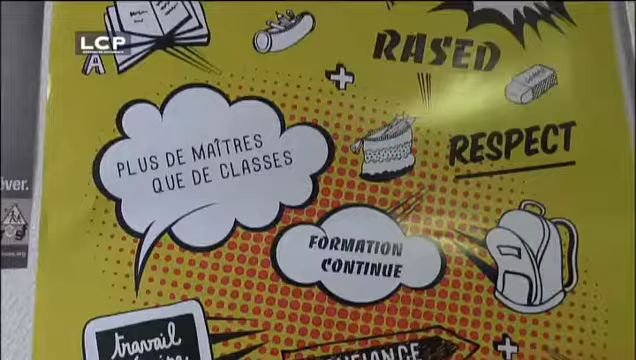 LCP
A
RASED
RESPECT
PLUS DE MAÎTRES
QUE DE CLASSES
FORMATION
CONTINUE
travail